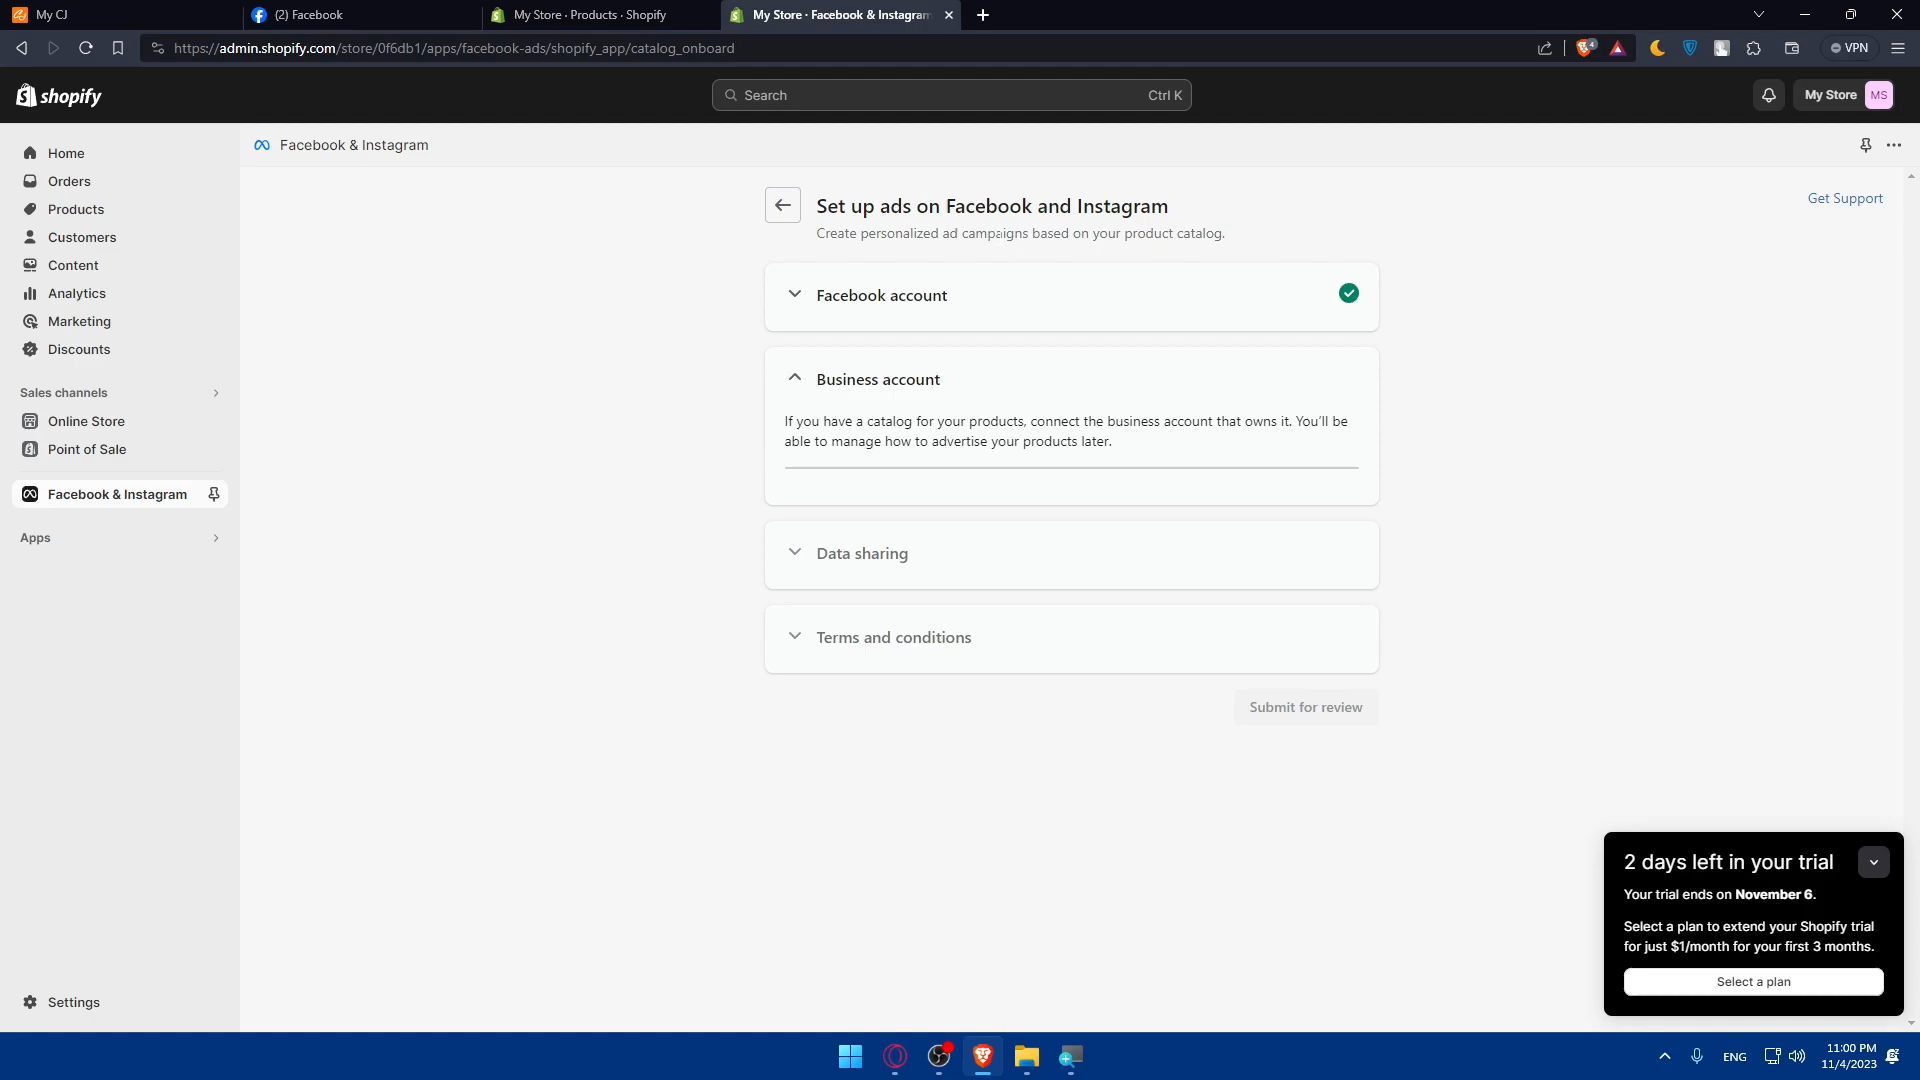 My CJ
(2) Facebook
My Store · Products · Shopify
My Store · Facebook & Instagram
https://admin.shopify.com/store/0f6db1/apps/facebook-ads/shopify_app/catalog_onboard
4
VPN
shopify
Search
Ctrl K
My Store
MS
Home
Orders
Products
Customers
Content
Analytics
Marketing
Discounts
Sales channels
Online Store
Point of Sale
Facebook & Instagram
Apps
Settings
Facebook & Instagram
Get Support
Set up ads on Facebook and Instagram
Create personalized ad campaigns based on your product catalog.
Facebook account
Business account
If you have a catalog for your products, connect the business account that owns it. You'll be
able to manage how to advertise your products later.
Data sharing
Terms and conditions
Submit for review
2 days left in your trial
Your trial ends on November 6.
Select a plan to extend your Shopify trial
for just $1/month for your first 3 months.
Select a plan
ENG
11:00 PM
11/4/2023